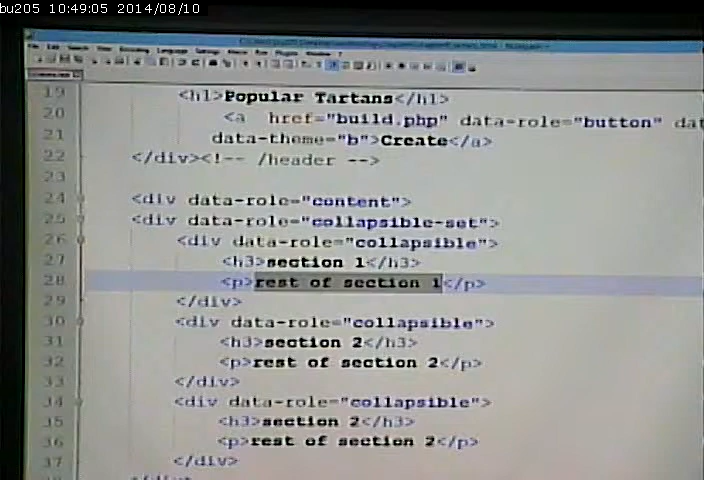 bu205 10:49:05 2014/08/10
19 <h1>Popular Tartans</h1>
20 <a href="build.php" data-role="button" dat
21 data-theme="b">Create</a>
22 </div><!-- /header -->
23
24 <div data-role="content">
25 <div data-role="collapsible-set">
26 <div data-role="collapsible">
27 <h3>section 1</h3>
28 <p>rest of section 1</p>
29 </div>
30 <div data-role="collapsible">
31 <h3>section 2</h3>
32 <p>rest of section 2</p>
33 </div>
34 <div data-role="collapsible">
35 <h3>section 2</h3>
36 <p>rest of section 2</p>
37 </div>